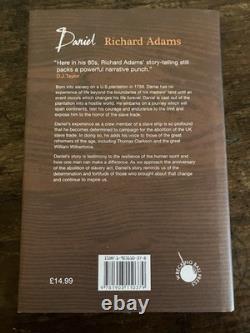 Daniel Richard Adams
"Here in his 80s, Richard Adams' story-telling still
packs a powerful narrative punch."
D.J. Taylor
Born into slavery on a U.S plantation in 1759, Daniel has no
experience of life beyond the boundaries of his masters' land until an
event occurs which changes his life forever. Daniel is cast out of the
plantation into a hostile world. He embarks on a journey which will
span continents, test his courage and endurance to the limit and
expose him to the horror of the slave trade.
Daniel's experience as a crew member of a slave ship is so profound
that he becomes determined to campaign for the abolition of the UK
slave trade. In doing so, he adds his voice to those of the great
reformers of the age, including Thomas Clarkson and the great
William Wilberforce.
Daniel's story is testimony to the resilience of the human spirit and
how one man can make a difference. As we approach the anniversary
of the abolition of slavery act, Daniel's story reminds us of the
determination and fortitude of those who brought about that change
and continue to inspire us.
£14.99